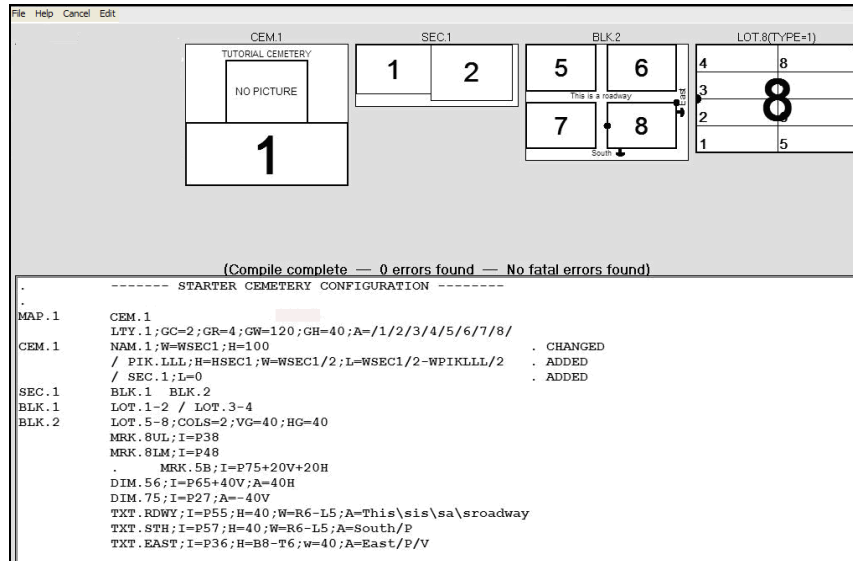 File Help Cancel Edit
CEM.1 SEC.1 BLK.2 LOT.8(TYPE=1)
TUTORIAL CEMETERY
NO PICTURE
1
1 2
5 6
This is a roadway
East
7 8
South
4 8
3
8
2
1 5
(Compile complete — 0 errors found — No fatal errors found)
. ------- STARTER CEMETERY CONFIGURATION --------
.
MAP.1 CEM.1
LTY.1;GC=2;GR=4;GW=120;GH=40;A=/1/2/3/4/5/6/7/8/
CEM.1 NAM.1;W=WSEC1;H=100 . CHANGED
/ PIK.LLL;H=HSEC1;W=WSEC1/2;L=WSEC1/2-WPIKLLL/2 . ADDED
/ SEC.1;L=0 . ADDED
SEC.1 BLK.1 BLK.2
BLK.1 LOT.1-2 / LOT.3-4
BLK.2 LOT.5-8;COLS=2;VG=40;HG=40
MRK.8UL;I=P38
MRK.8LM;I=P48
. MRK.5B;I=P75+20V+20H
DIM.56;I=P65+40V;A=40H
DIM.75;I=P27;A=-40V
TXT.RDWY;I=P55;H=40;W=R6-L5;A=This\sis\sa\sroadway
TXT.STH;I=P57;H=40;W=R6-L5;A=South/P
TXT.EAST;I=P36;H=B8-T6;w=40;A=East/P/V